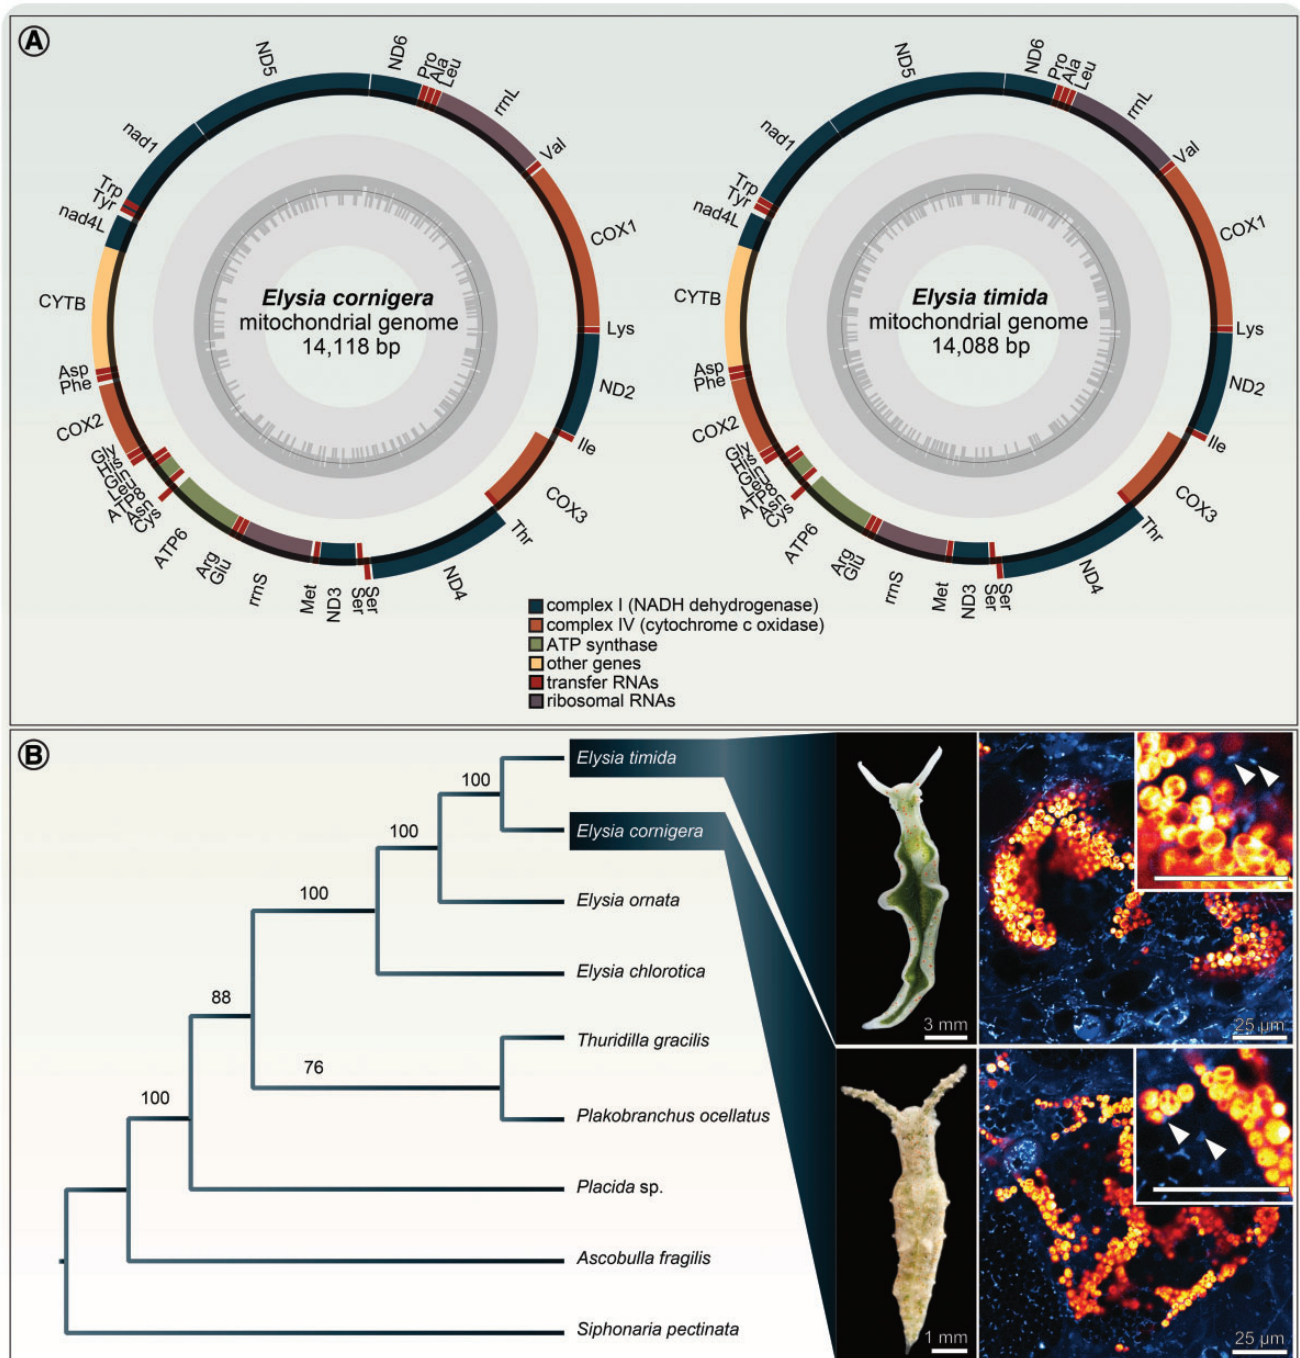 A
ND5
ND6
Pro
Ala
Leu
rrnL
Val
COX1
Lys
ND2
Ile
COX3
Thr
ND4
Ser
Ser
ND3
Met
rrnS
Glu
Arg
ATP6
COX2
Phe
Asp
CYTB
nad4L
Tyr
Trp
nad1
Elysia cornigera
mitochondrial genome
14,118 bp
ND5
ND6
Pro
Ala
Leu
rrnL
Val
COX1
Lys
ND2
Ile
COX3
Thr
ND4
Ser
Ser
ND3
Met
rrnS
Glu
Arg
ATP6
COX2
Phe
Asp
CYTB
nad4L
Tyr
Trp
nad1
Elysia timida
mitochondrial genome
14,088 bp
complex I (NADH dehydrogenase)
complex IV (cytochrome c oxidase)
ATP synthase
other genes
transfer RNAs
ribosomal RNAs
B
100
100
100
88
76
100
Elysia timida
Elysia cornigera
Elysia ornata
Elysia chlorotica
Thuridilla gracilis
Plakobranchus ocellatus
Placida sp.
Ascobulla fragilis
Siphonaria pectinata
3 mm
25 µm
1 mm
25 µm